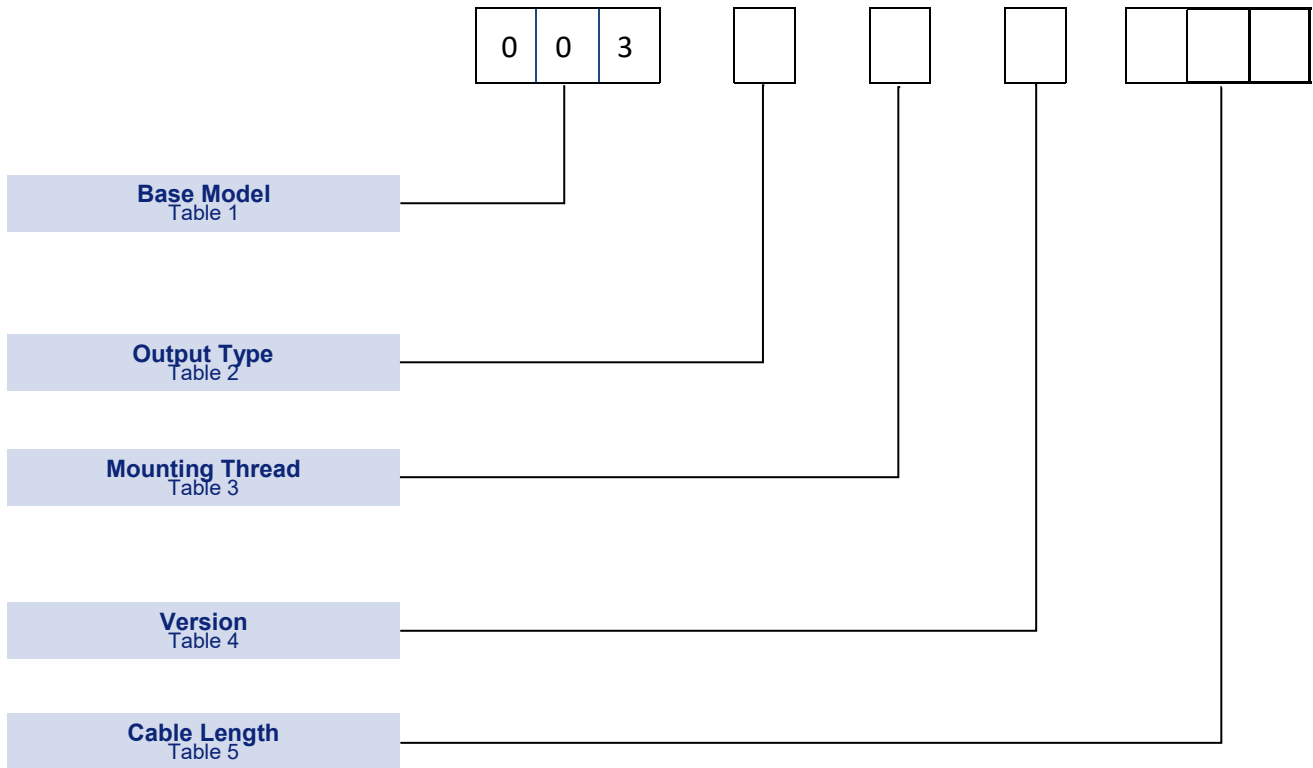 0 0 3
Base Model
Table 1
Output Type
Table 2
Mounting Thread
Table 3
Version
Table 4
Cable Length
Table 5